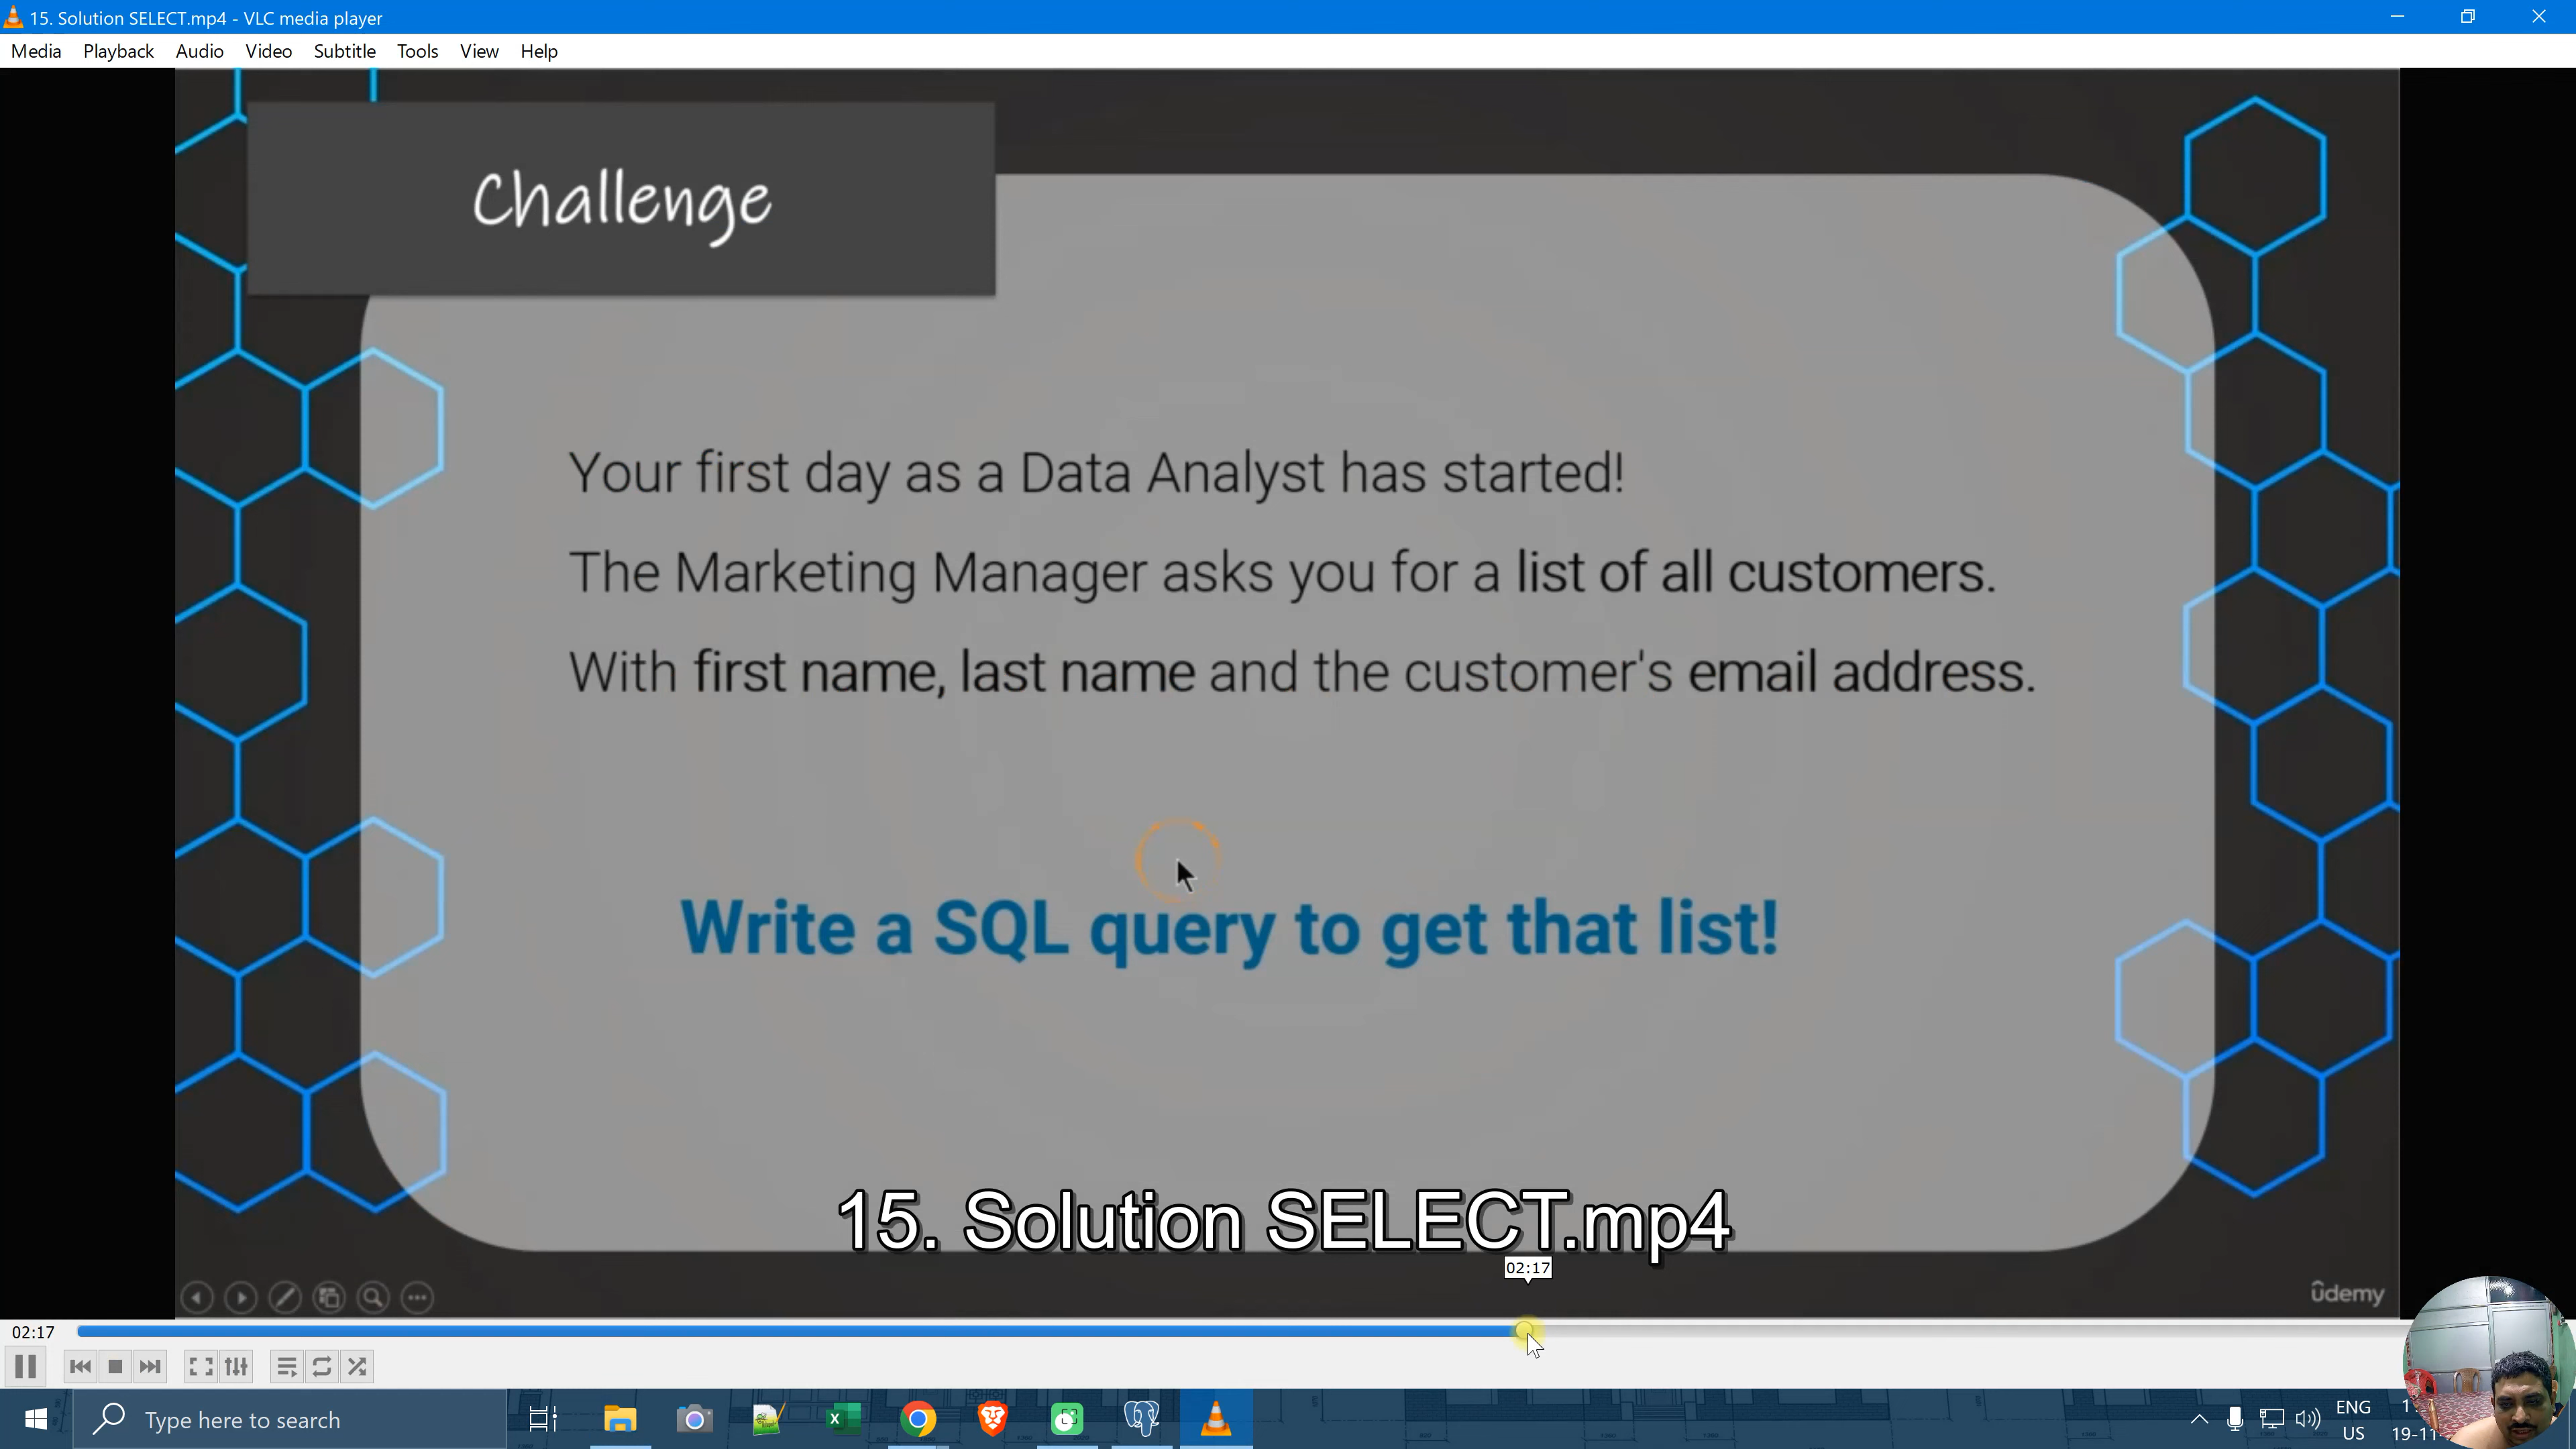 15. Solution SELECT.mp4 - VLC media player
Media Playback Audio Video Subtitle Tools View Help
Challenge
Your first day as a Data Analyst has started!
The Marketing Manager asks you for a list of all customers.
With first name, last name and the customer's email address.
Write a SQL query to get that list!
15. Solution SELECT.mp4
02:17
ûdemy
02:17
Type here to search
ENG
US